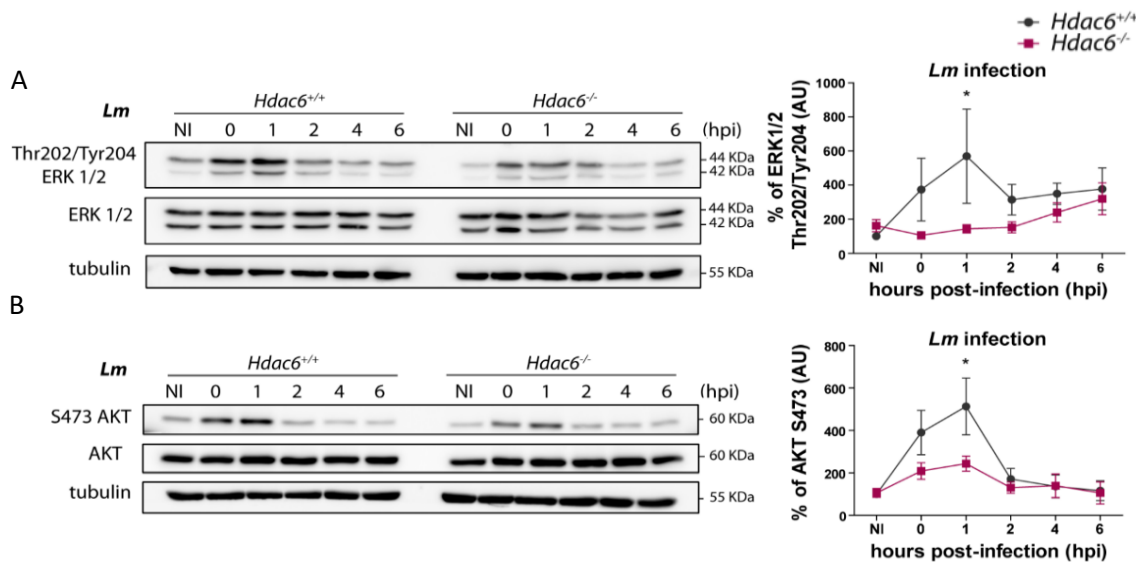 Hdac6+/+
Hdac6-/-
A
Lm
Hdac6+/+
Hdac6-/-
NI 0 1 2 4 6 NI 0 1 2 4 6 (hpi)
Thr202/Tyr204
ERK 1/2
44 KDa
42 KDa
ERK 1/2
44 KDa
42 KDa
tubulin
55 KDa
Lm infection
% of ERK1/2
Thr202/Tyr204 (AU)
1000
800
600
400
200
0
*
NI 0 1 2 4 6
hours post-infection (hpi)
B
Lm
Hdac6+/+
Hdac6-/-
NI 0 1 2 4 6 NI 0 1 2 4 6 (hpi)
S473 AKT
60 KDa
AKT
60 KDa
tubulin
55 KDa
Lm infection
% of AKT S473 (AU)
800
600
400
200
0
*
NI 0 1 2 4 6
hours post-infection (hpi)